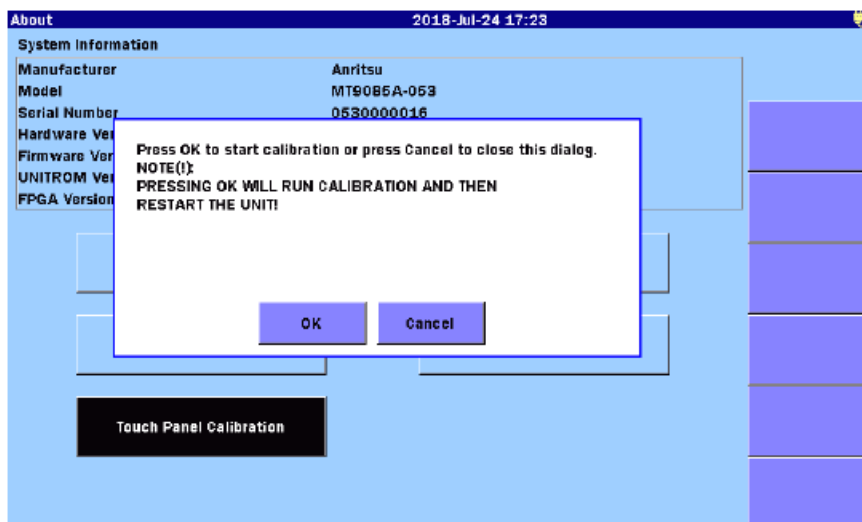 About 2018-Jul-24 17:23
System Information
Manufacturer Anritsu
Model MT9085A-053
Serial Number 0530000016
Hardware Ver
Firmware Ver
UNITROM Ver
FPGA Version
Press OK to start calibration or press Cancel to close this dialog.
NOTE(!):
PRESSING OK WILL RUN CALIBRATION AND THEN
RESTART THE UNIT!
OK Cancel
Touch Panel Calibration